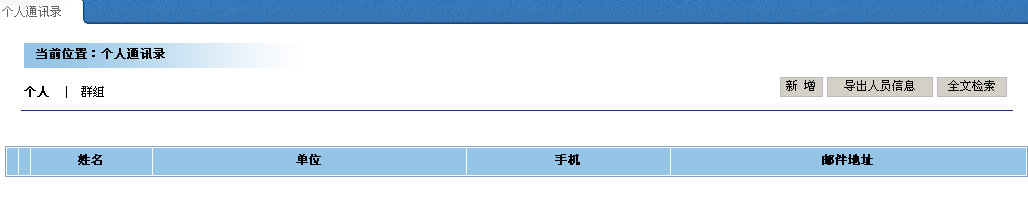 个人通讯录
当前位置：个人通讯录
个人 | 群组 新 增 导出人员信息 全文检索
姓名 单位 手机 邮件地址